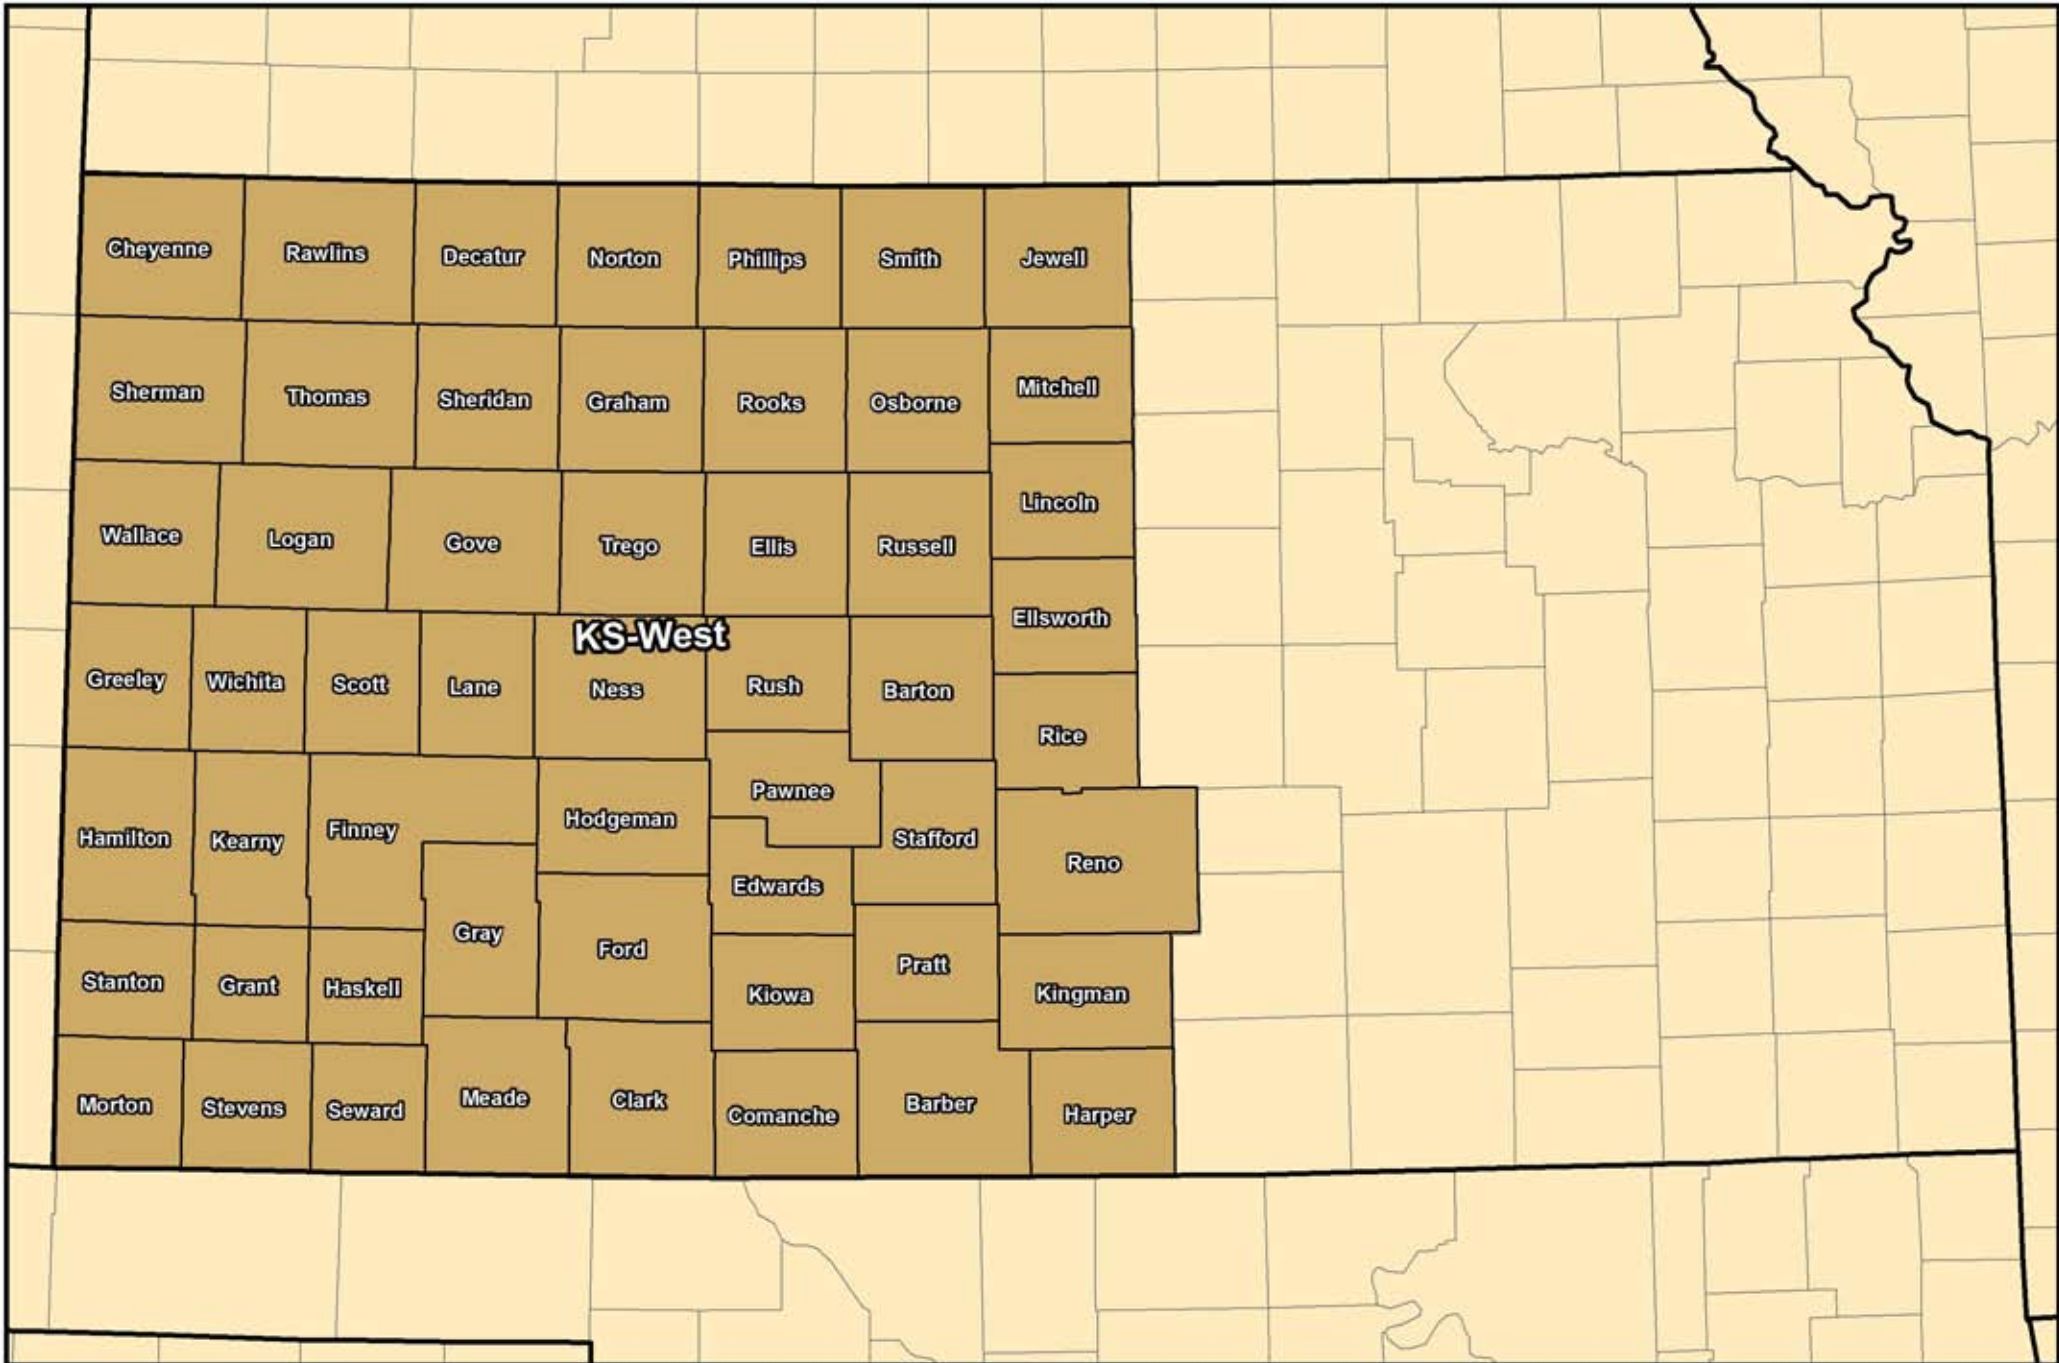 Cheyenne
Rawlins
Decatur
Norton
Phillips
Smith
Jewell
Sherman
Thomas
Sheridan
Graham
Rooks
Osborne
Mitchell
Lincoln
Wallace
Logan
Gove
Trego
Ellis
Russell
Ellsworth
KS-West
Greeley
Wichita
Scott
Lane
Ness
Rush
Barton
Rice
Pawnee
Hamilton
Kearny
Finney
Hodgeman
Stafford
Reno
Edwards
Gray
Ford
Pratt
Stanton
Grant
Haskell
Kiowa
Kingman
Morton
Stevens
Seward
Meade
Clark
Comanche
Barber
Harper